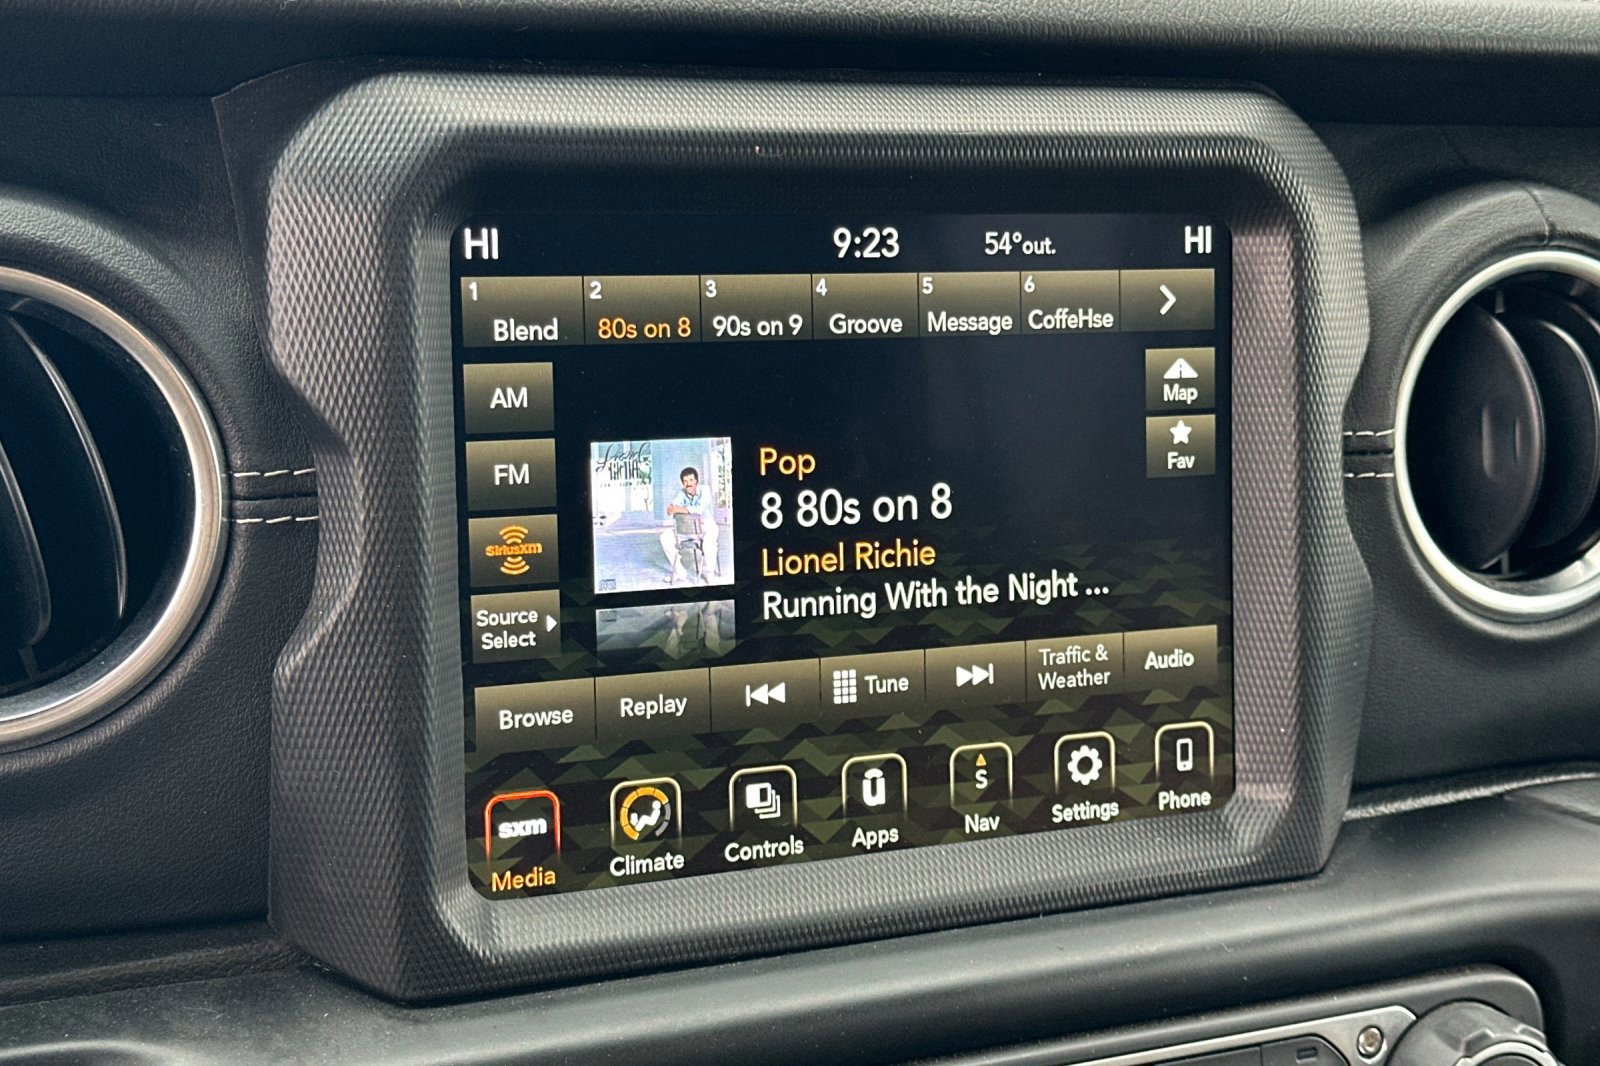 HI 9:23 54°out. HI
1 2 3 4 5 6
Blend 80s on 8 90s on 9 Groove Message CoffeHse
AM
FM
SiriusXM
Source
Select
Map
Fav
Lionel
RICHIE
Pop
8 80s on 8
Lionel Richie
Running With the Night ...
Browse Replay Tune Traffic &
Weather Audio
sxm
S
Media Climate Controls Apps Nav Settings Phone